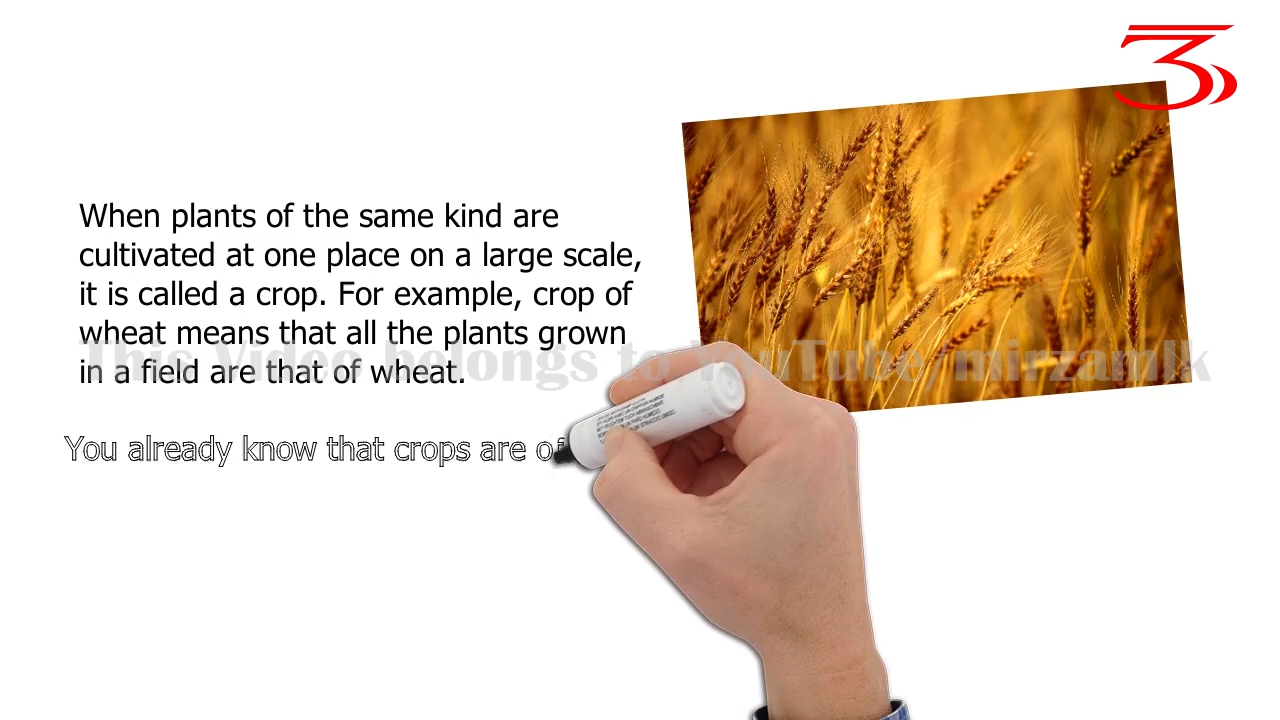 When plants of the same kind are
cultivated at one place on a large scale,
it is called a crop. For example, crop of
wheat means that all the plants grown
in a field are that of wheat.
This Video belongs to YouTube/mirzamlk
You already know that crops are of